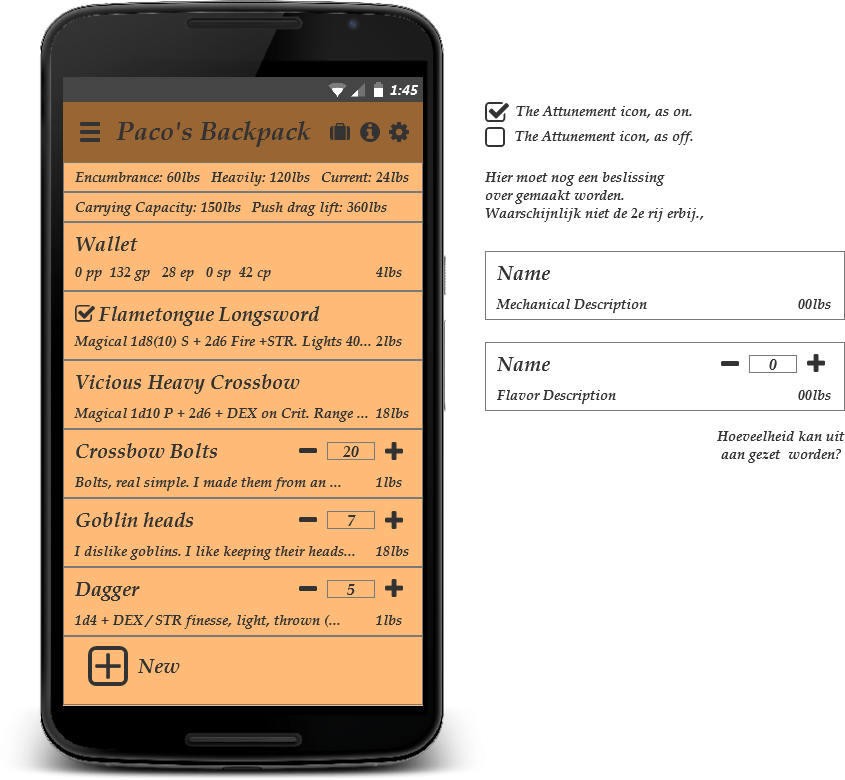 1:45
Paco's Backpack
Encumbrance: 60lbs Heavily: 120lbs Current: 24lbs
Carrying Capacity: 150lbs Push drag lift: 360lbs
Wallet
0 pp 132 gp 28 ep 0 sp 42 cp 4lbs
Flametongue Longsword
Magical 1d8(10) S + 2d6 Fire +STR. Lights 40... 2lbs
Vicious Heavy Crossbow
Magical 1d10 P + 2d6 + DEX on Crit. Range ... 18lbs
Crossbow Bolts 20
Bolts, real simple. I made them from an ... 1lbs
Goblin heads 7
I dislike goblins. I like keeping their heads... 18lbs
Dagger 5
1d4 + DEX / STR finesse, light, thrown (... 1lbs
New
The Attunement icon, as on.
The Attunement icon, as off.
Hier moet nog een beslissing
over gemaakt worden.
Waarschijnlijk niet de 2e rij erbij.,
Name
Mechanical Description 00lbs
Name 0
Flavor Description 00lbs
Hoeveelheid kan uit
aan gezet worden?